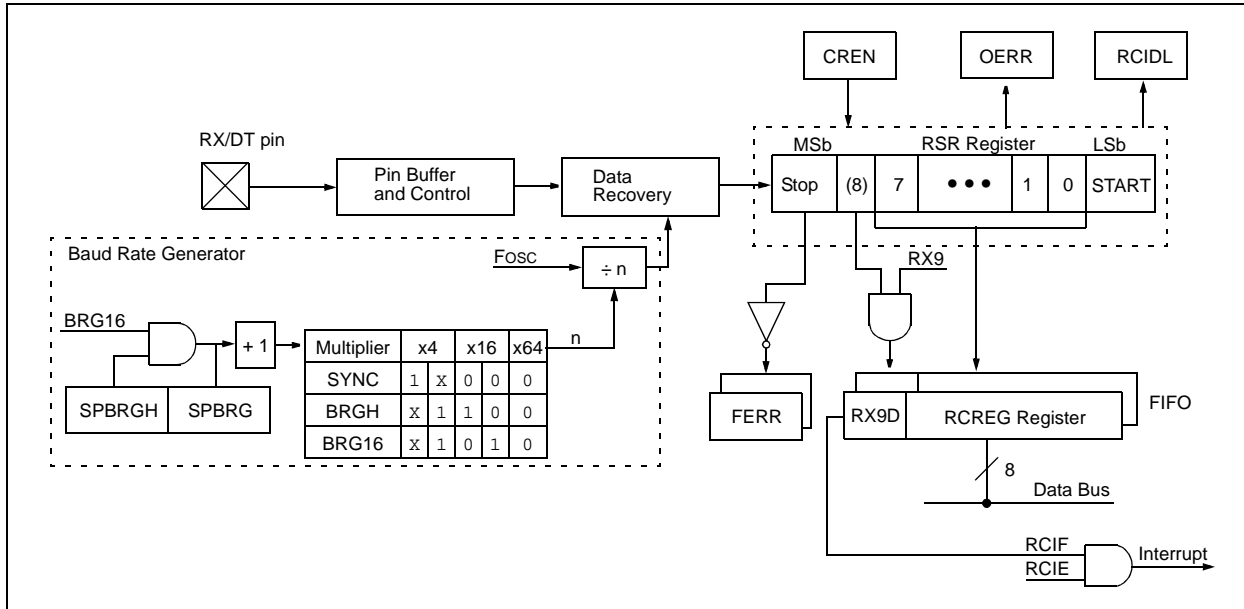 CREN OERR RCIDL
RX/DT pin
MSb RSR Register LSb
Pin Buffer
and Control
Data
Recovery
Stop (8) 7 ••• 1 0 START
Baud Rate Generator
FOSC
÷ n
RX9
BRG16
+ 1
n
Multiplier x4 x16 x64
SYNC 1 X 0 0 0
BRGH X 1 1 0 0
BRG16 X 1 0 1 0
SPBRGH SPBRG
FERR
RX9D RCREG Register
FIFO
8
Data Bus
RCIF
RCIE
Interrupt